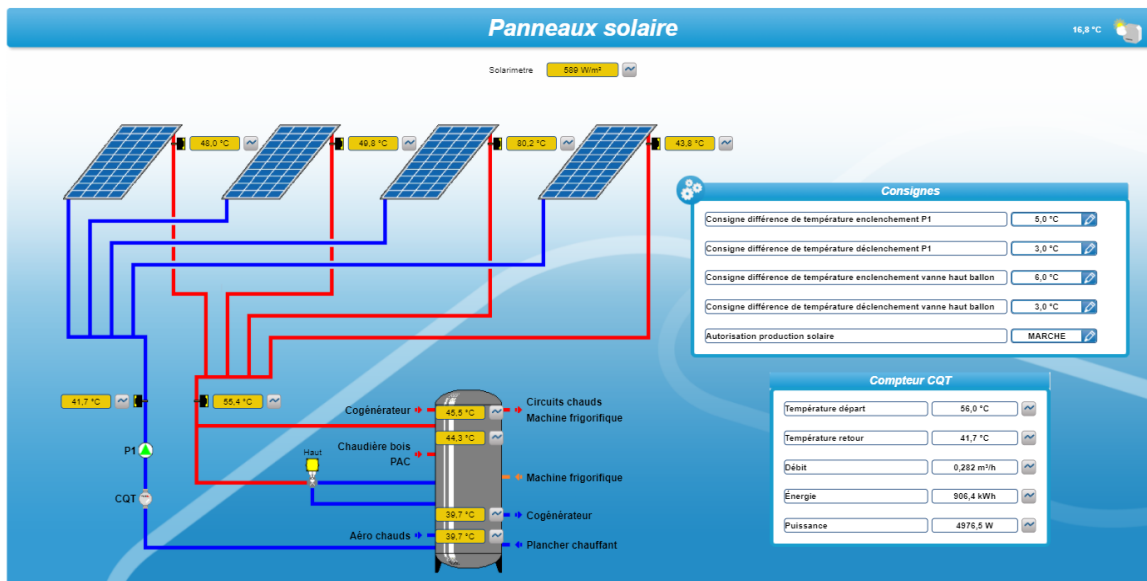 Panneaux solaire
16,8 °C
Solarimetre 589 W/m²
48,0 °C 49,8 °C 80,2 °C 43,8 °C
Consignes
Consigne différence de température enclenchement P1 5,0 °C
Consigne différence de température déclenchement P1 3,0 °C
Consigne différence de température enclenchement vanne haut ballon 6,0 °C
Consigne différence de température déclenchement vanne haut ballon 3,0 °C
Autorisation production solaire MARCHE
41,7 °C 55,4 °C
Compteur CQT
Température départ 56,0 °C
Température retour 41,7 °C
Débit 0,282 m³/h
Énergie 906,4 kWh
Puissance 4976,5 W
Cogénérateur 45,5 °C Circuits chauds
Machine frigorifique
44,3 °C
P1 Haut Chaudière bois
PAC
Machine frigorifique
CQT
39,7 °C Cogénérateur
Aéro chauds 39,7 °C
Plancher chauffant